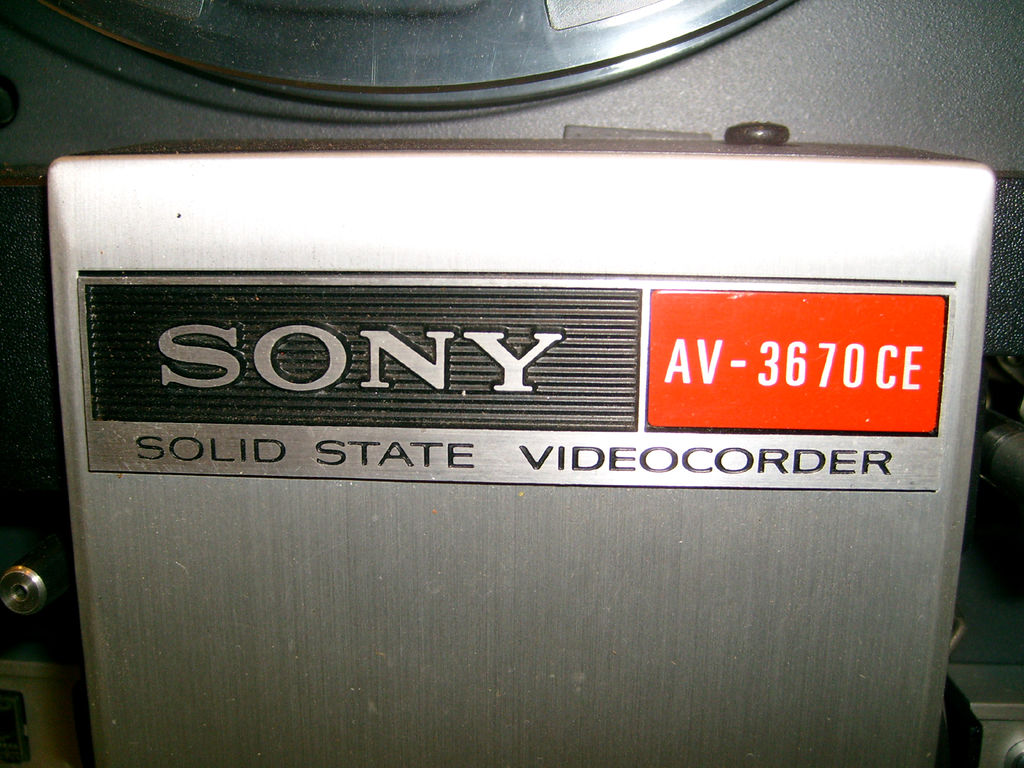 SONY AV-3670CE
SOLID STATE VIDEOCORDER